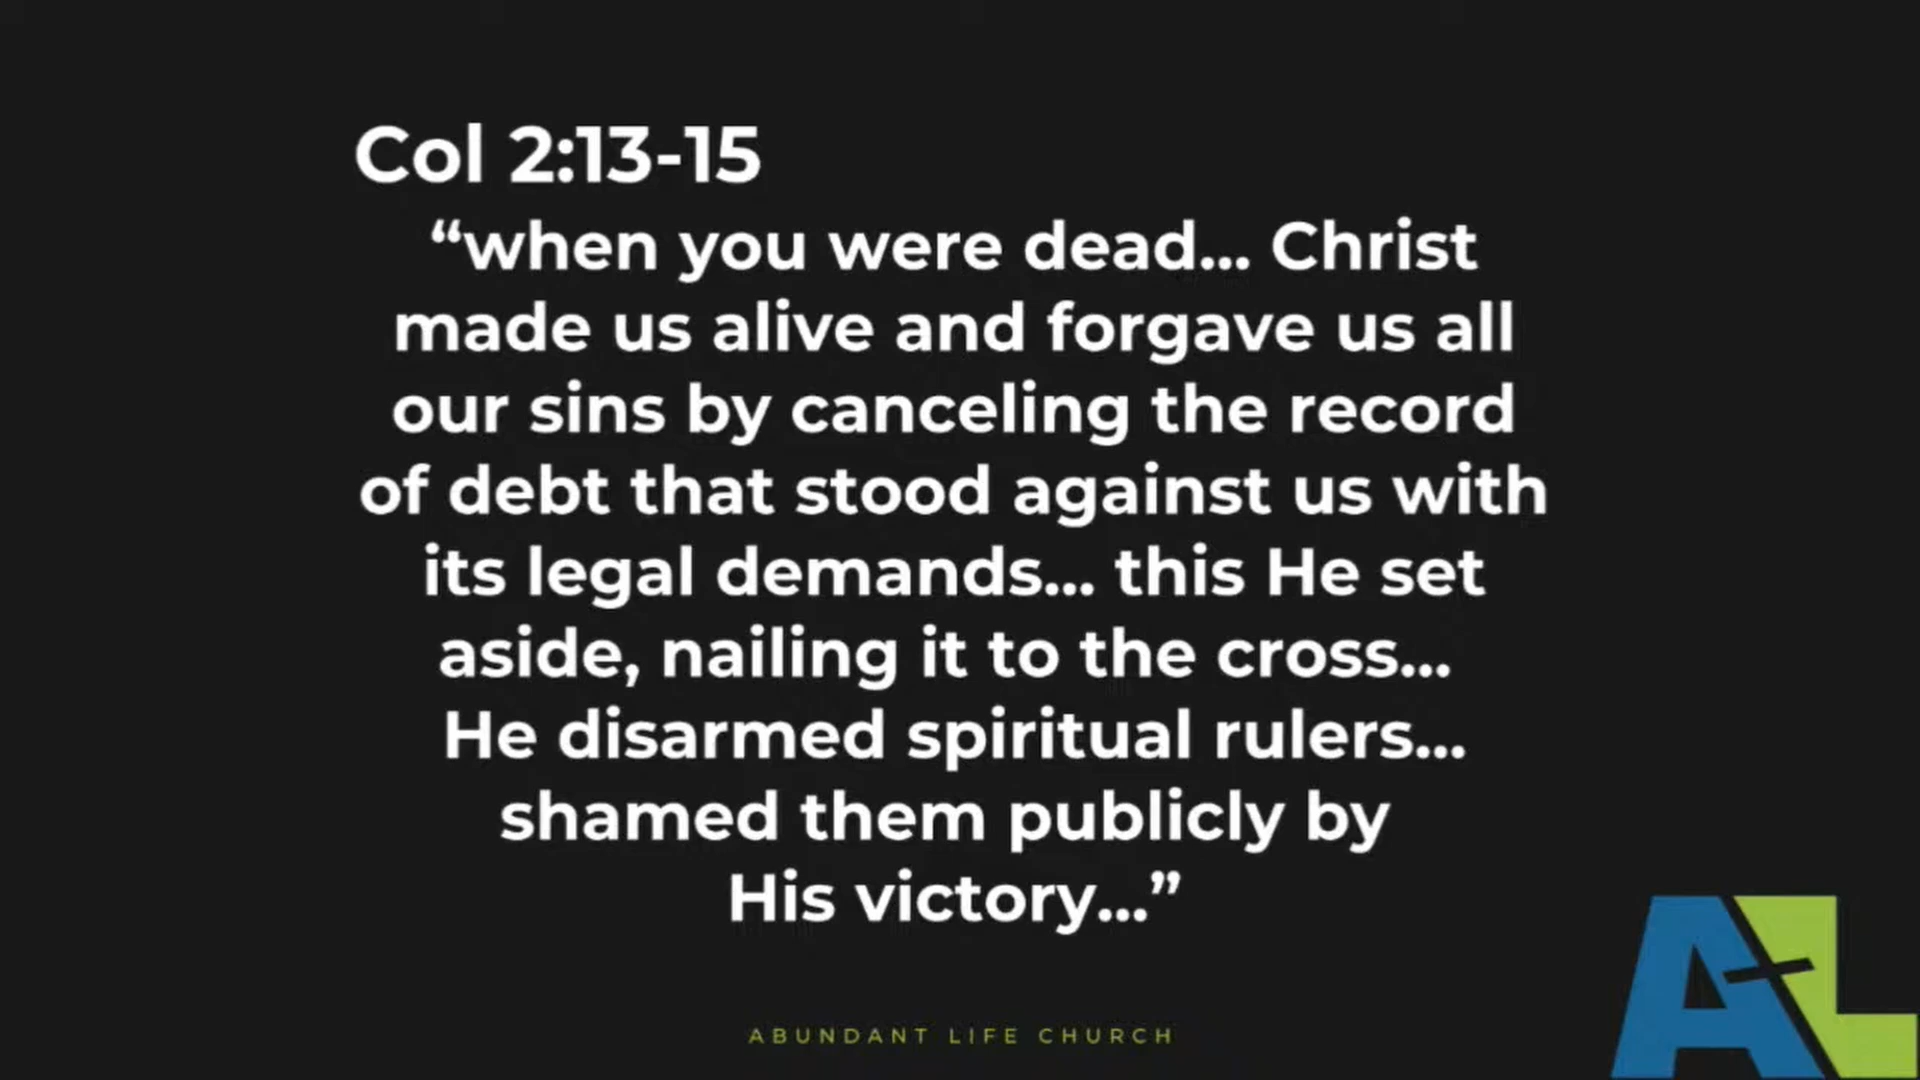 Col 2:13-15
“when you were dead... Christ
made us alive and forgave us all
our sins by canceling the record
of debt that stood against us with
its legal demands... this He set
aside, nailing it to the cross...
He disarmed spiritual rulers...
shamed them publicly by
His victory...”
ABUNDANT LIFE CHURCH
AL